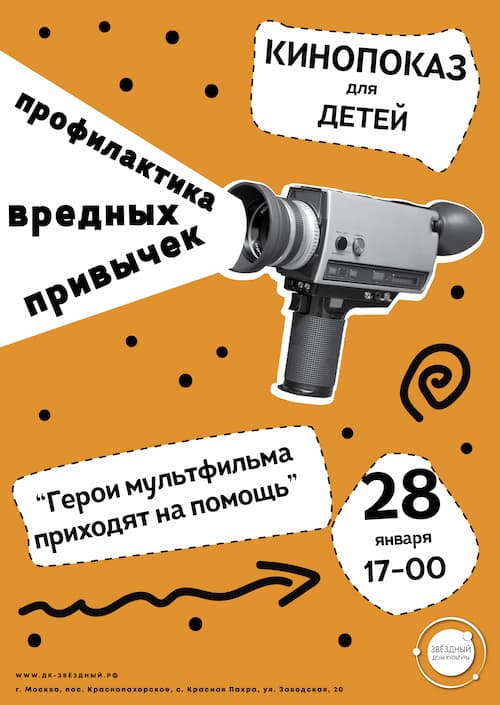 КИНОПОКАЗ
для
ДЕТЕЙ
профилактика
вредных
привычек
“Герои мультфильма
приходят на помощь”
28
января
17-00
ЗВЁЗДНЫЙ
ДОМ КУЛЬТУРЫ
WWW.ДК-ЗВЁЗДНЫЙ.РФ
г. Москва, пос. Краснопахорское, с. Красная Пахра, ул. Заводская, 20